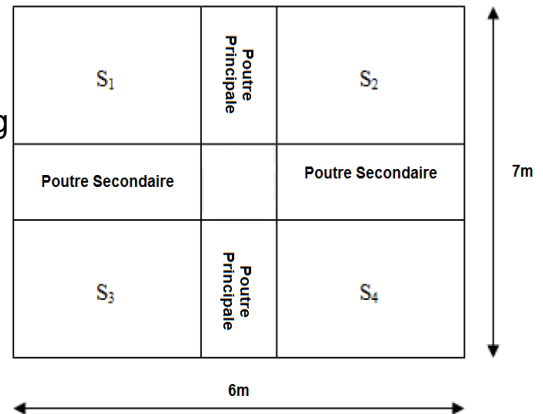 S₁
Poutre
Principale
S₂
g
Poutre Secondaire
Poutre Secondaire
7m
S₃
Poutre
Principale
S₄
6m